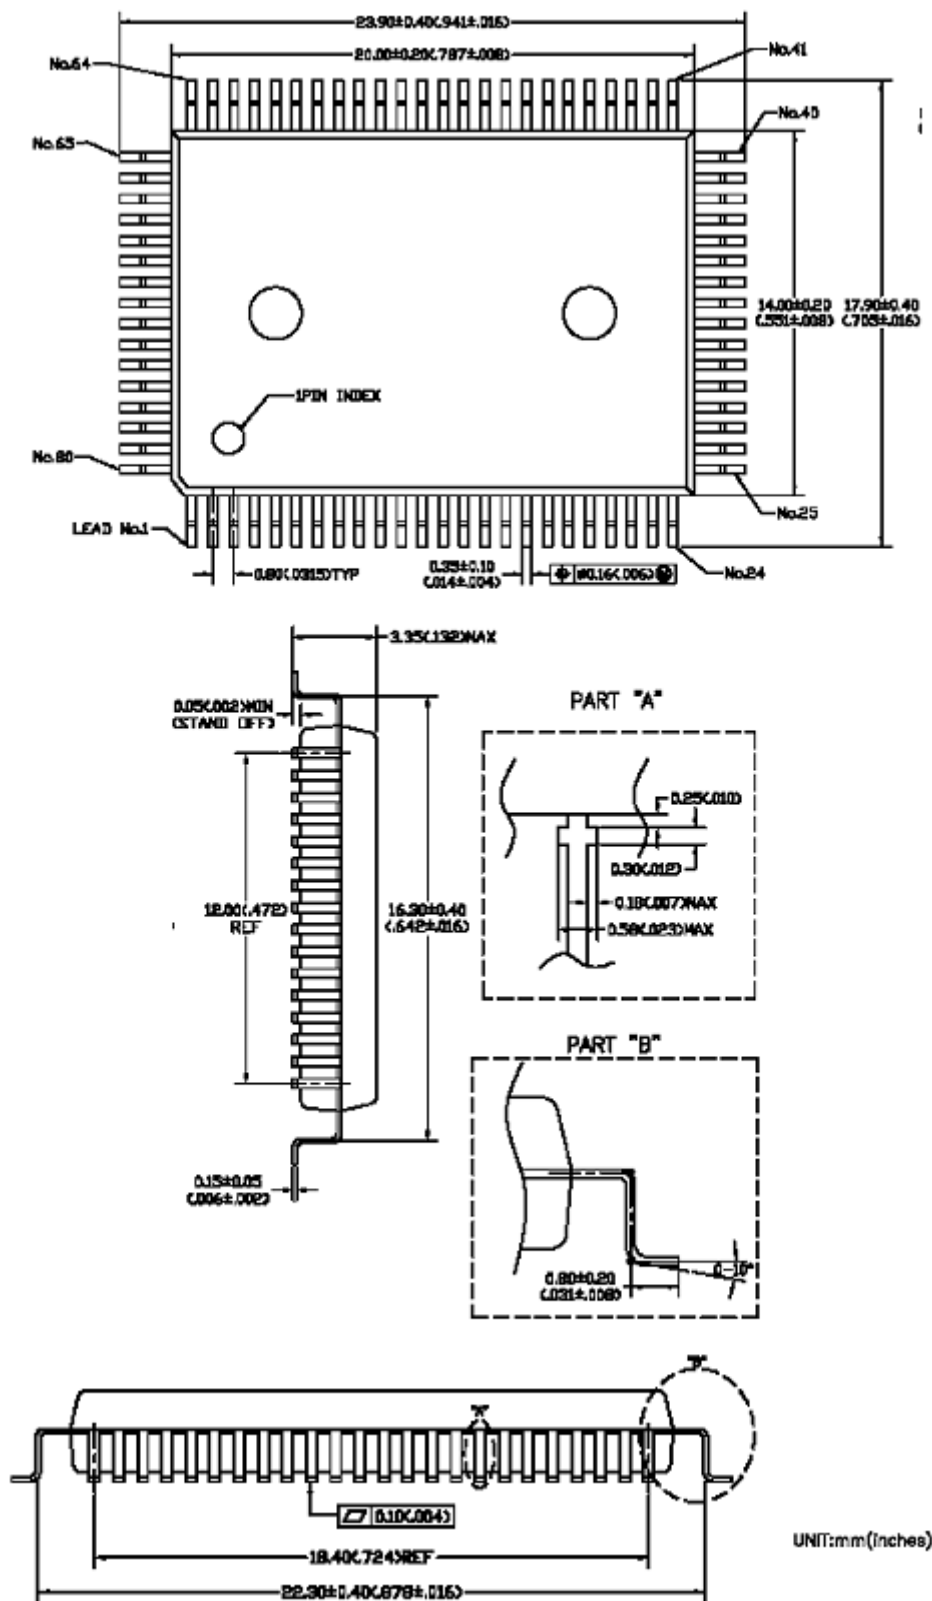 23.90±0.40(.941±.016)
20.00±0.20(.787±.008)
No.64
No.41
No.40
No.65
14.00±0.20
(.551±.008)
17.90±0.40
(.705±.016)
1PIN INDEX
No.80
No.25
LEAD No.1
No.24
0.80(.0315)TYP
0.35±0.10
(.014±.004)
ø0.16(.006) M
3.35(.132)MAX
0.05(.002)MIN
(STAND OFF)
PART "A"
0.25(.010)
0.30(.012)
0.18(.007)MAX
0.58(.023)MAX
12.00(.472)
REF
16.30±0.40
(.642±.016)
PART "B"
0.15±0.05
(.006±.002)
0.80±0.20
(.031±.008)
0-10°
"B"
"A"
0.10(.004)
18.40(.724)REF
UNIT:mm(inches)
22.30±0.40(.878±.016)